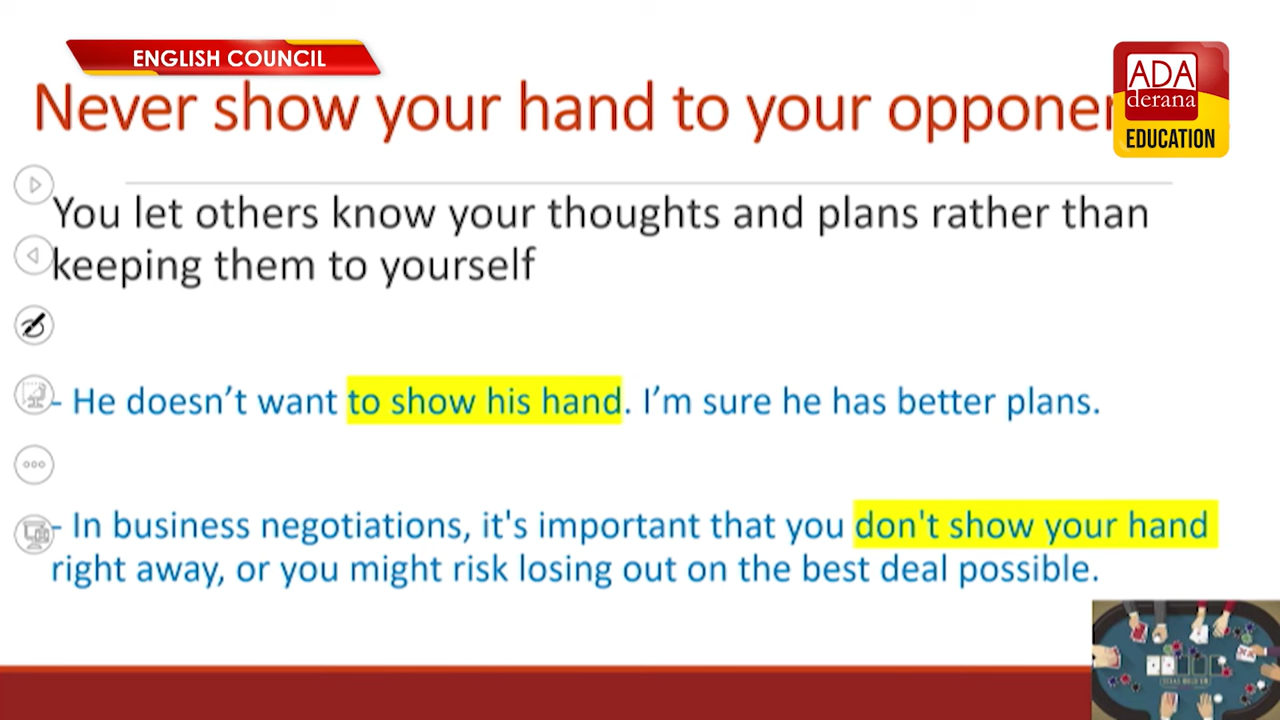 ENGLISH COUNCIL
Never show your hand to your
ADA
derana
EDUCATION
You let others know your thoughts and plans rather than
keeping them to yourself
- He doesn't want to show his hand. I'm sure he has better plans.
- In business negotiations, it's important that you don't show your hand
right away, or you might risk losing out on the best deal possible.